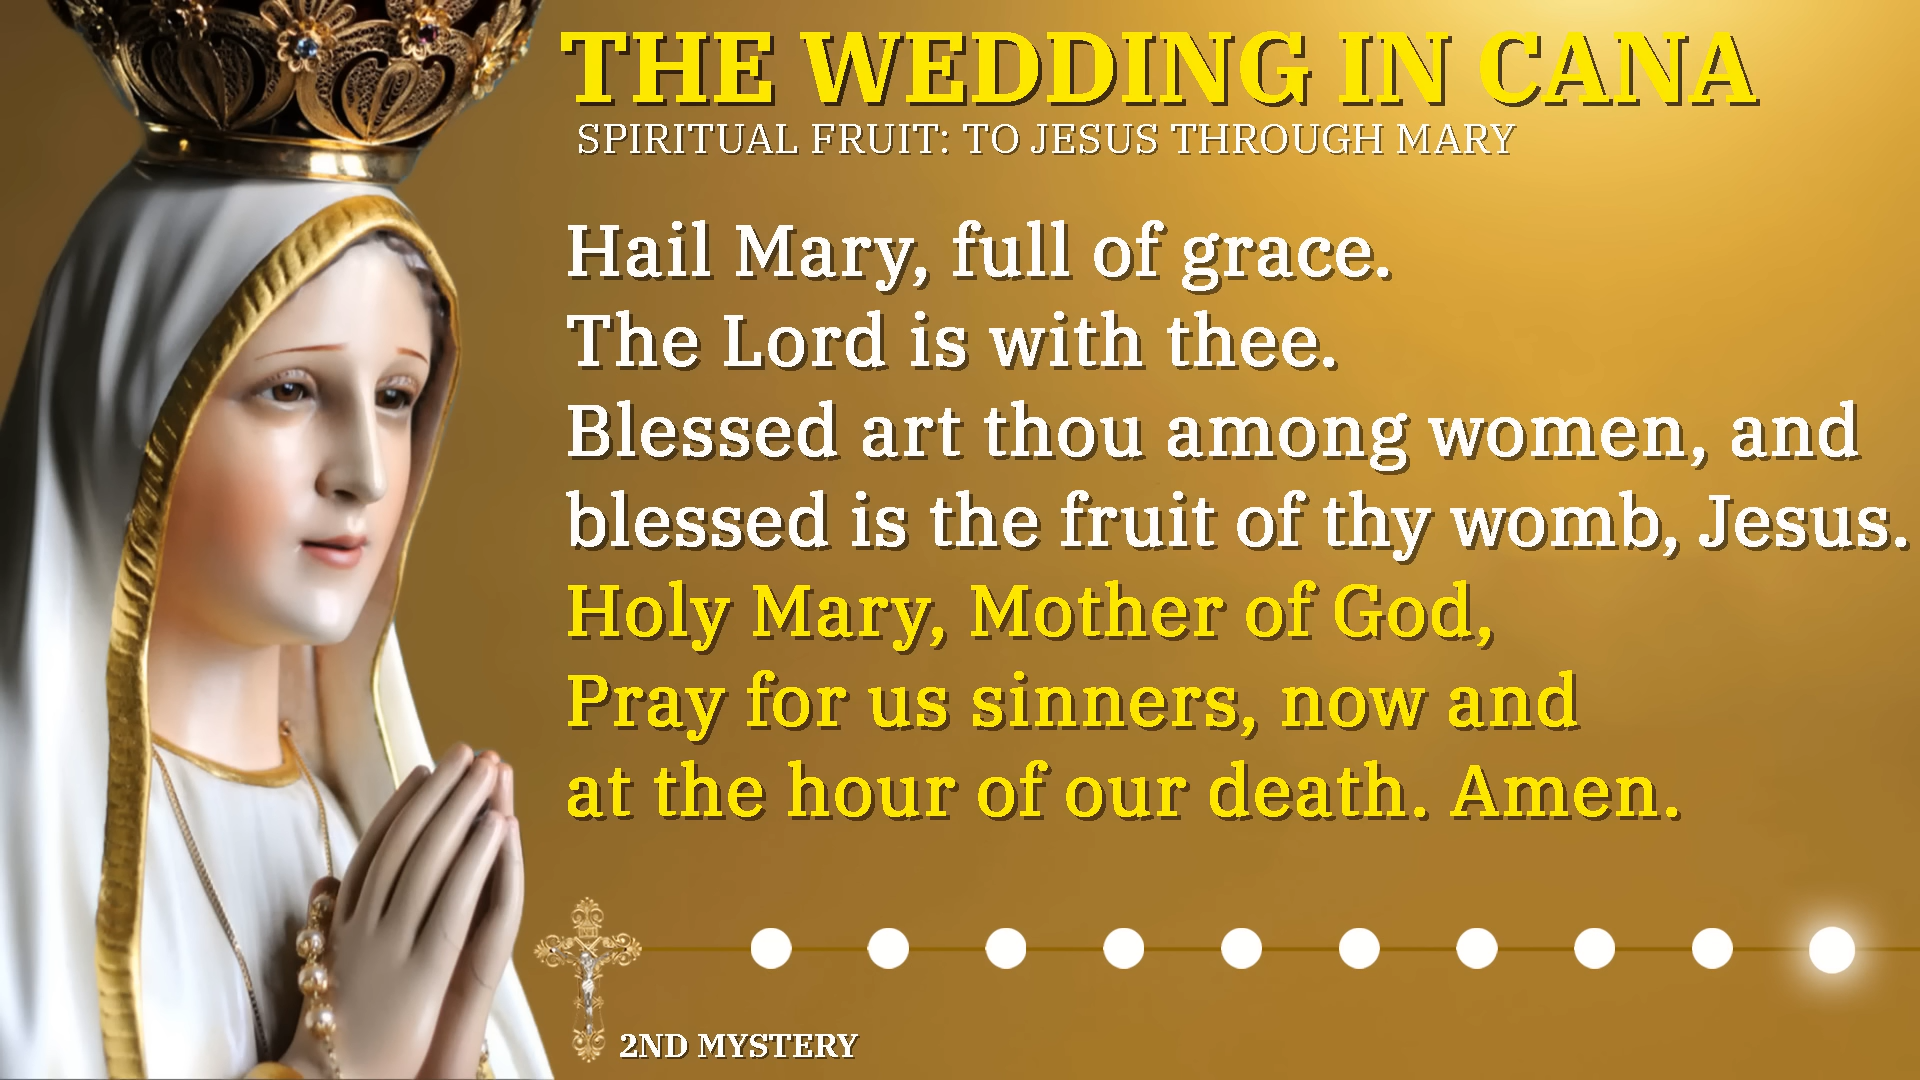 THE WEDDING IN CANA
SPIRITUAL FRUIT: TO JESUS THROUGH MARY
Hail Mary, full of grace.
The Lord is with thee.
Blessed art thou among women, and
blessed is the fruit of thy womb, Jesus.
Holy Mary, Mother of God,
Pray for us sinners, now and
at the hour of our death. Amen.
2ND MYSTERY